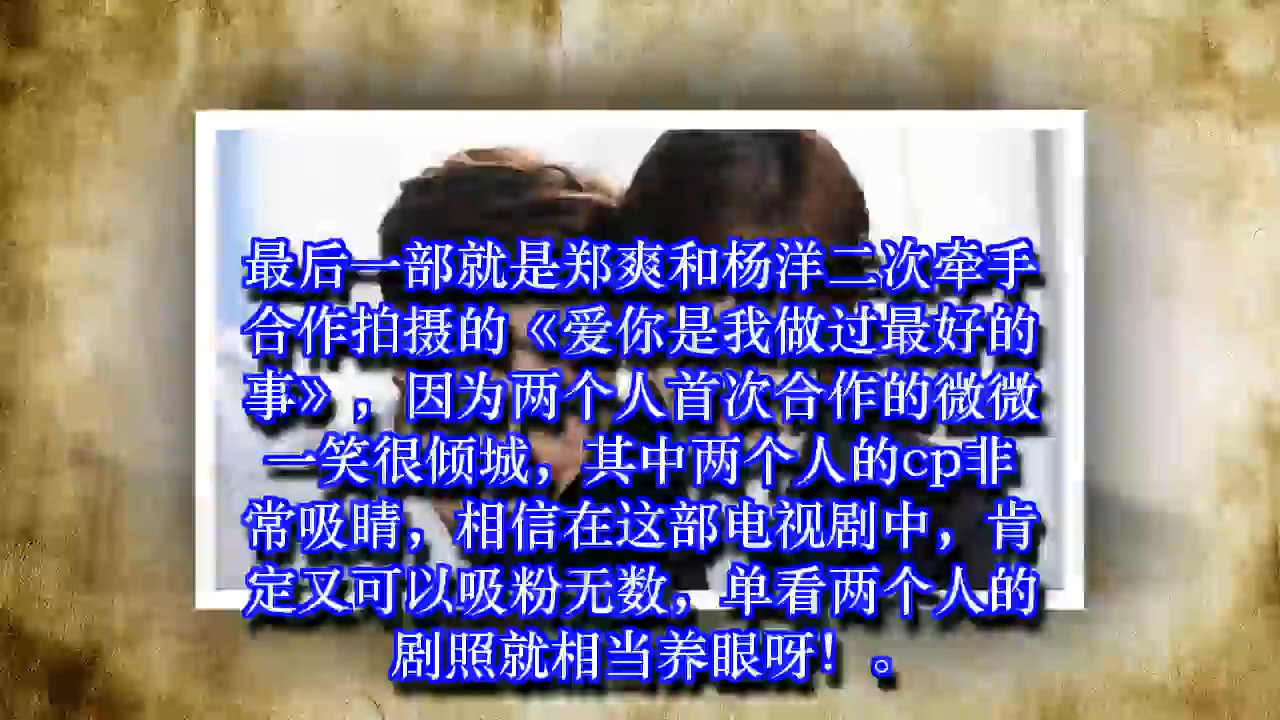 最后一部就是郑爽和杨洋二次牵手
合作拍摄的《爱你是我做过最好的
事》，因为两个人首次合作的微微
一笑很倾城，其中两个人的cp非
常吸睛，相信在这部电视剧中，肯
定又可以吸粉无数，单看两个人的
剧照就相当养眼呀！。